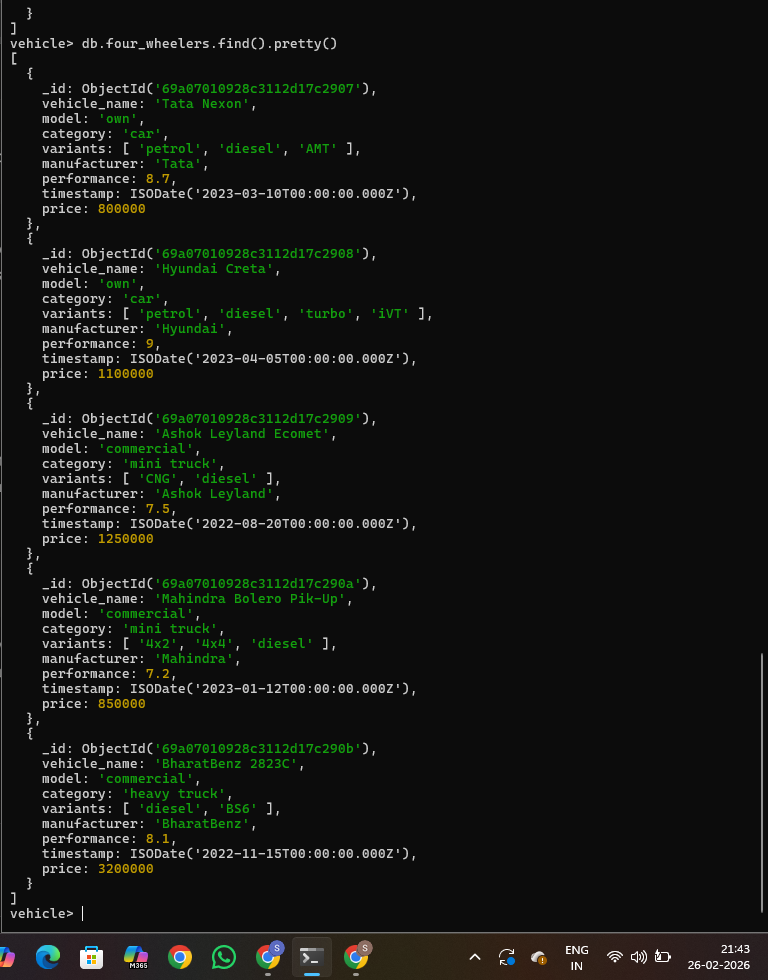 }
]
vehicle> db.four_wheelers.find().pretty()
[
  {
    _id: ObjectId('69a07010928c3112d17c2907'),
    vehicle_name: 'Tata Nexon',
    model: 'own',
    category: 'car',
    variants: [ 'petrol', 'diesel', 'AMT' ],
    manufacturer: 'Tata',
    performance: 8.7,
    timestamp: ISODate('2023-03-10T00:00:00.000Z'),
    price: 800000
  },
  {
    _id: ObjectId('69a07010928c3112d17c2908'),
    vehicle_name: 'Hyundai Creta',
    model: 'own',
    category: 'car',
    variants: [ 'petrol', 'diesel', 'turbo', 'iVT' ],
    manufacturer: 'Hyundai',
    performance: 9,
    timestamp: ISODate('2023-04-05T00:00:00.000Z'),
    price: 1100000
  },
  {
    _id: ObjectId('69a07010928c3112d17c2909'),
    vehicle_name: 'Ashok Leyland Ecomet',
    model: 'commercial',
    category: 'mini truck',
    variants: [ 'CNG', 'diesel' ],
    manufacturer: 'Ashok Leyland',
    performance: 7.5,
    timestamp: ISODate('2022-08-20T00:00:00.000Z'),
    price: 1250000
  },
  {
    _id: ObjectId('69a07010928c3112d17c290a'),
    vehicle_name: 'Mahindra Bolero Pik-Up',
    model: 'commercial',
    category: 'mini truck',
    variants: [ '4x2', '4x4', 'diesel' ],
    manufacturer: 'Mahindra',
    performance: 7.2,
    timestamp: ISODate('2023-01-12T00:00:00.000Z'),
    price: 850000
  },
  {
    _id: ObjectId('69a07010928c3112d17c290b'),
    vehicle_name: 'BharatBenz 2823C',
    model: 'commercial',
    category: 'heavy truck',
    variants: [ 'diesel', 'BS6' ],
    manufacturer: 'BharatBenz',
    performance: 8.1,
    timestamp: ISODate('2022-11-15T00:00:00.000Z'),
    price: 3200000
  }
]
vehicle>
M365
S
S
ENG
IN
21:43
26-02-2026